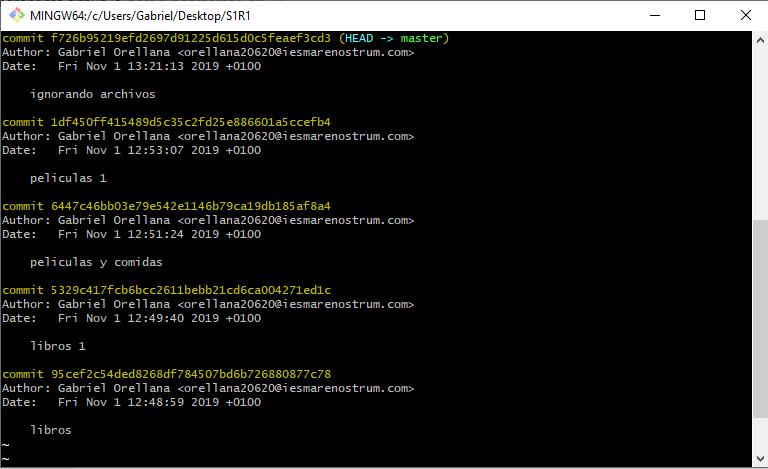 MINGW64:/c/Users/Gabriel/Desktop/S1R1
commit f726b95219efd2697d91225d615d0c5feaef3cd3 (HEAD -> master)
Author: Gabriel Orellana <orellana20620@iesmarenostrum.com>
Date:   Fri Nov 1 13:21:13 2019 +0100
ignorando archivos
commit 1df450ff415489d5c35c2fd25e886601a5ccefb4
Author: Gabriel Orellana <orellana20620@iesmarenostrum.com>
Date:   Fri Nov 1 12:53:07 2019 +0100
peliculas 1
commit 6447c46bb03e79e542e1146b79ca19db185af8a4
Author: Gabriel Orellana <orellana20620@iesmarenostrum.com>
Date:   Fri Nov 1 12:51:24 2019 +0100
peliculas y comidas
commit 5329c417fcb6bcc2611bebb21cd6ca004271ed1c
Author: Gabriel Orellana <orellana20620@iesmarenostrum.com>
Date:   Fri Nov 1 12:49:40 2019 +0100
libros 1
commit 95cef2c54ded8268df784507bd6b726880877c78
Author: Gabriel Orellana <orellana20620@iesmarenostrum.com>
Date:   Fri Nov 1 12:48:59 2019 +0100
libros
~
~